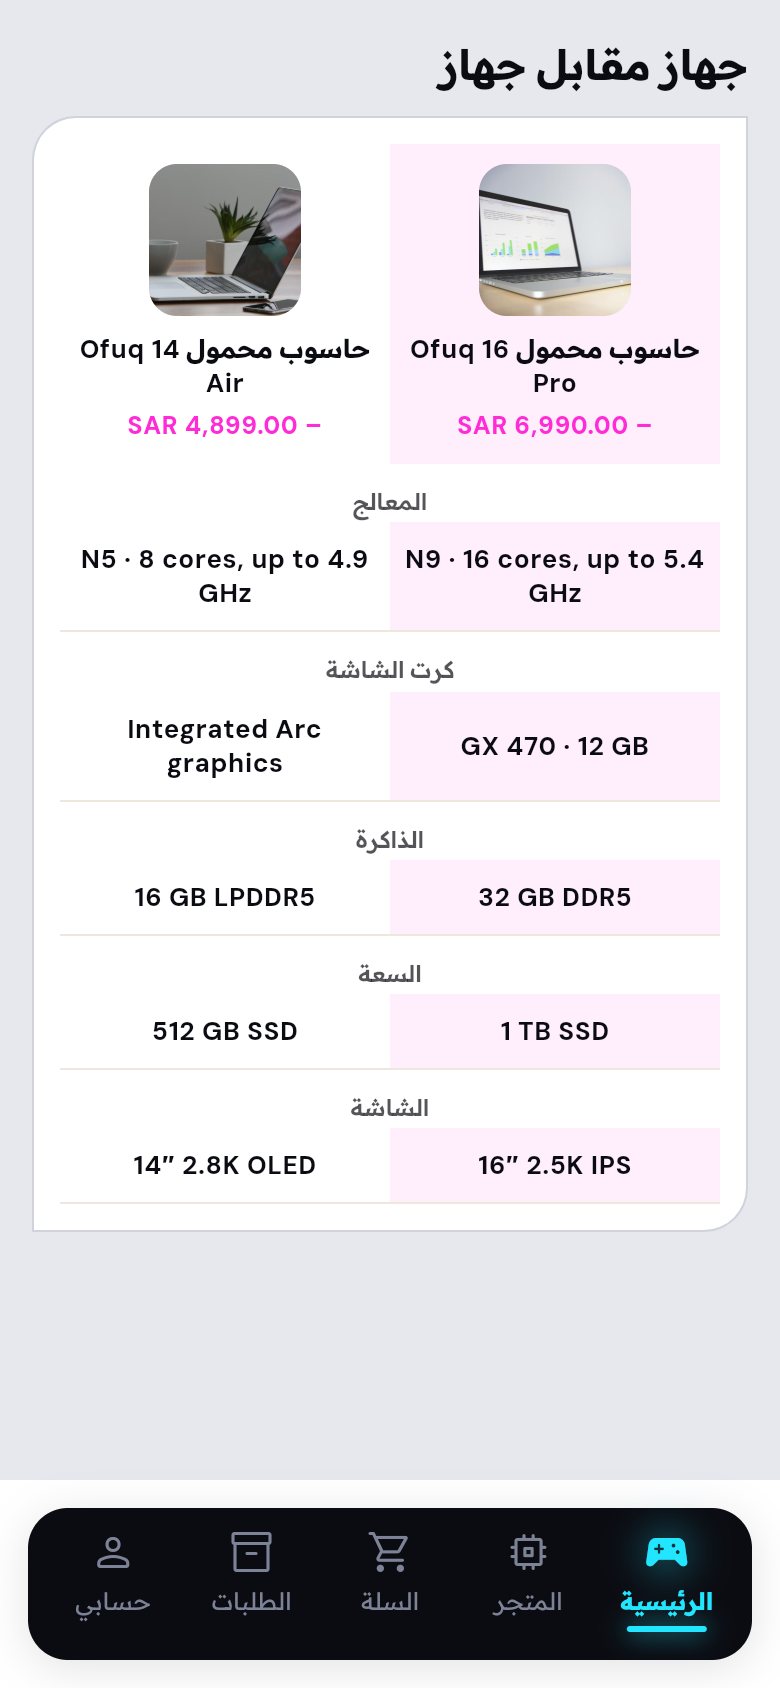 جهاز مقابل جهاز
حاسوب محمول Ofuq 16
Pro
SAR 6,990.00 –
حاسوب محمول Ofuq 14
Air
SAR 4,899.00 –
المعالج
N9 · 16 cores, up to 5.4
GHz
N5 · 8 cores, up to 4.9
GHz
كرت الشاشة
GX 470 · 12 GB
Integrated Arc
graphics
الذاكرة
32 GB DDR5
16 GB LPDDR5
السعة
1 TB SSD
512 GB SSD
الشاشة
16″ 2.5K IPS
14″ 2.8K OLED
الرئيسية
المتجر
السلة
الطلبات
حسابي